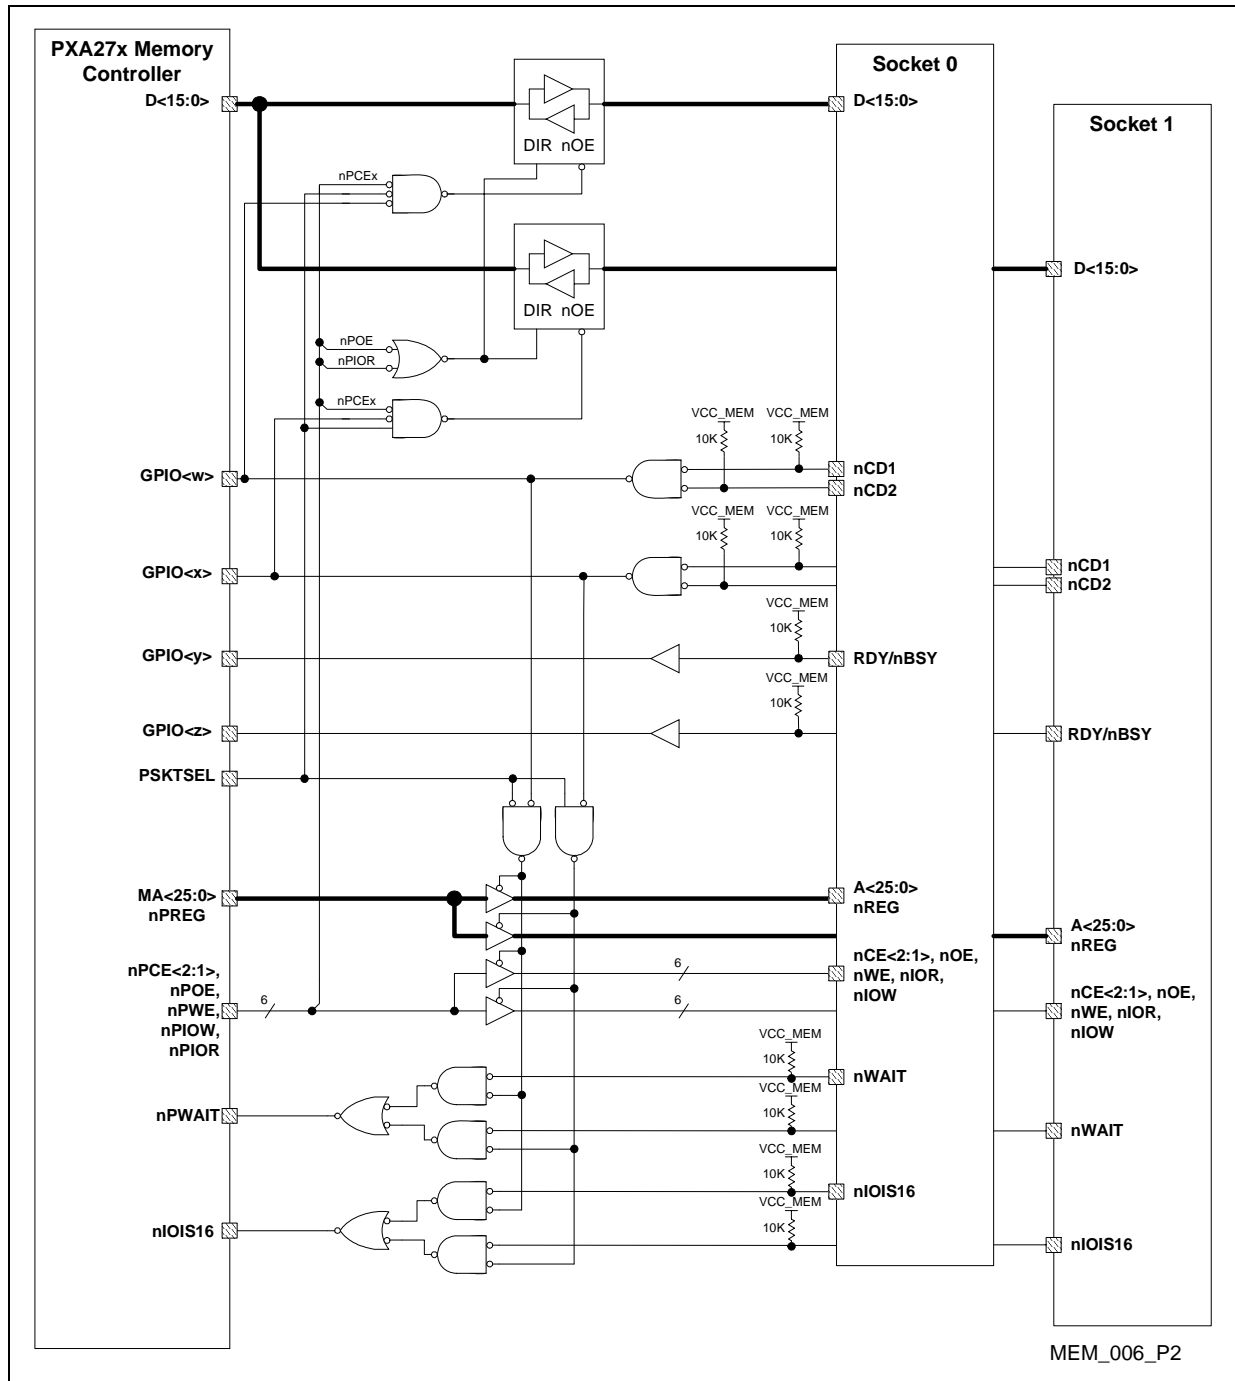 PXA27x Memory
Controller
Socket 0
Socket 1
D<15:0>
D<15:0>
DIR nOE
nPCEx
D<15:0>
DIR nOE
nPOE
nPIOR
nPCEx
VCC_MEM
VCC_MEM
10K
10K
GPIO<w>
nCD1
nCD2
VCC_MEM
VCC_MEM
10K
10K
GPIO<x>
nCD1
nCD2
VCC_MEM
10K
GPIO<y>
RDY/nBSY
VCC_MEM
10K
GPIO<z>
RDY/nBSY
PSKTSEL
MA<25:0>
nPREG
A<25:0>
nREG
A<25:0>
nREG
nPCE<2:1>,
nPOE,
nPWE,
nPIOW,
nPIOR
6
6
6
nCE<2:1>, nOE,
nWE, nIOR,
nIOW
nCE<2:1>, nOE,
nWE, nIOR,
nIOW
VCC_MEM
10K
nWAIT
VCC_MEM
10K
nPWAIT
nWAIT
VCC_MEM
10K
nIOIS16
VCC_MEM
10K
nIOIS16
nIOIS16
MEM_006_P2